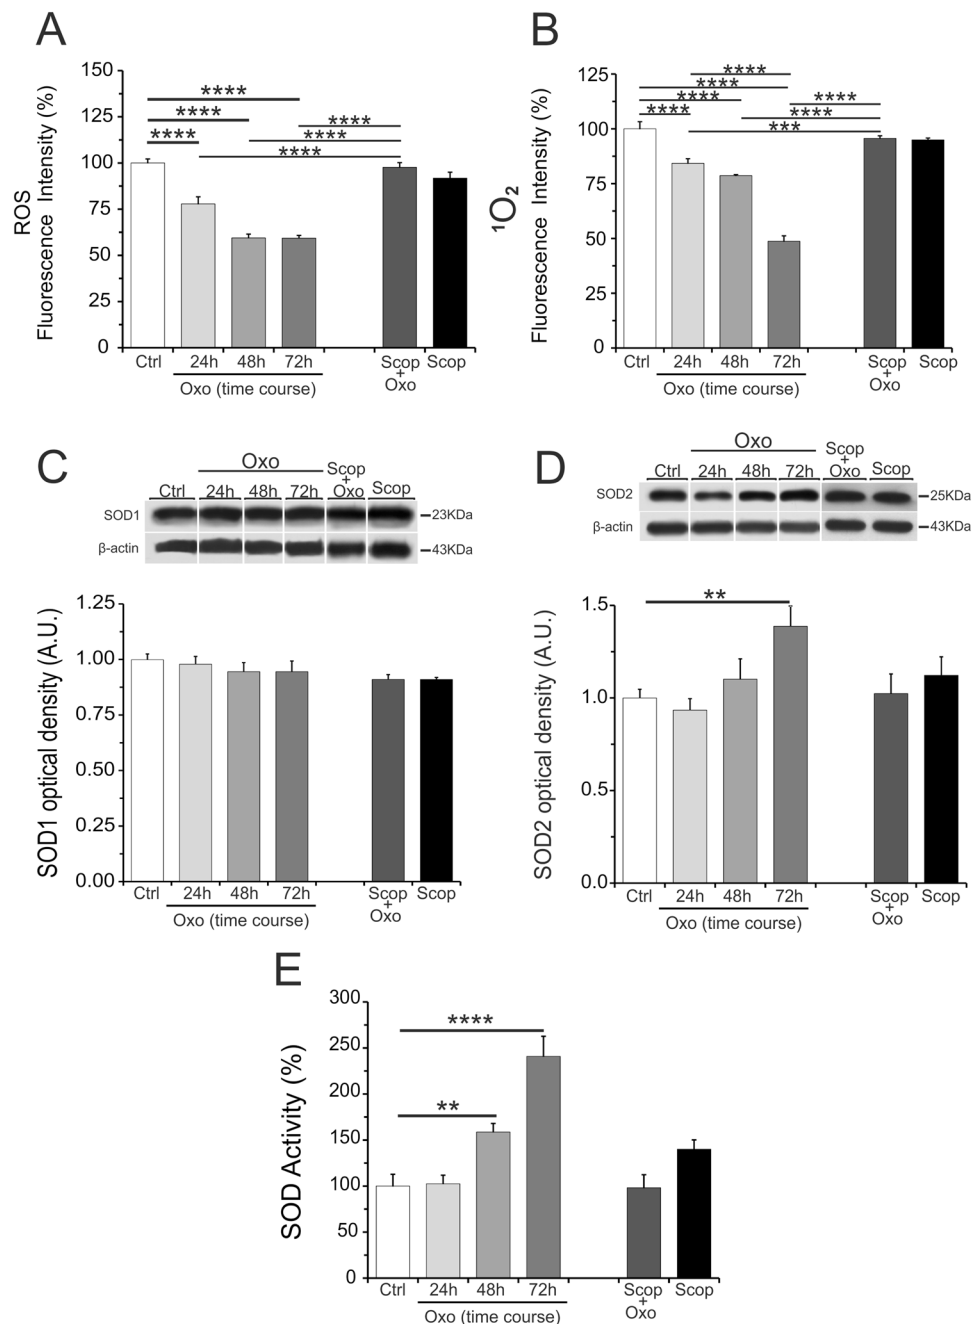 A
ROS
Fluorescence Intensity (%)
150
125
100
75
50
25
0
****
****
****
****
****
****
Ctrl 24h 48h 72h Scop + Oxo Scop
Oxo (time course)
B
¹O₂
Fluorescence Intensity (%)
125
100
75
50
25
0
****
****
****
****
****
****
***
Ctrl 24h 48h 72h Scop + Oxo Scop
Oxo (time course)
C
Oxo
Ctrl 24h 48h 72h Scop + Oxo Scop
SOD1 23KDa
β-actin 43KDa
SOD1 optical density (A.U.)
1.25
1.00
0.75
0.50
0.25
0.00
Ctrl 24h 48h 72h Scop + Oxo Scop
Oxo (time course)
D
Oxo
Ctrl 24h 48h 72h Scop + Oxo Scop
SOD2 25KDa
β-actin 43KDa
SOD2 optical density (A.U.)
1.5
1.0
0.5
0.0
**
Ctrl 24h 48h 72h Scop + Oxo Scop
Oxo (time course)
E
SOD Activity (%)
300
250
200
150
100
50
0
****
**
Ctrl 24h 48h 72h Scop + Oxo Scop
Oxo (time course)